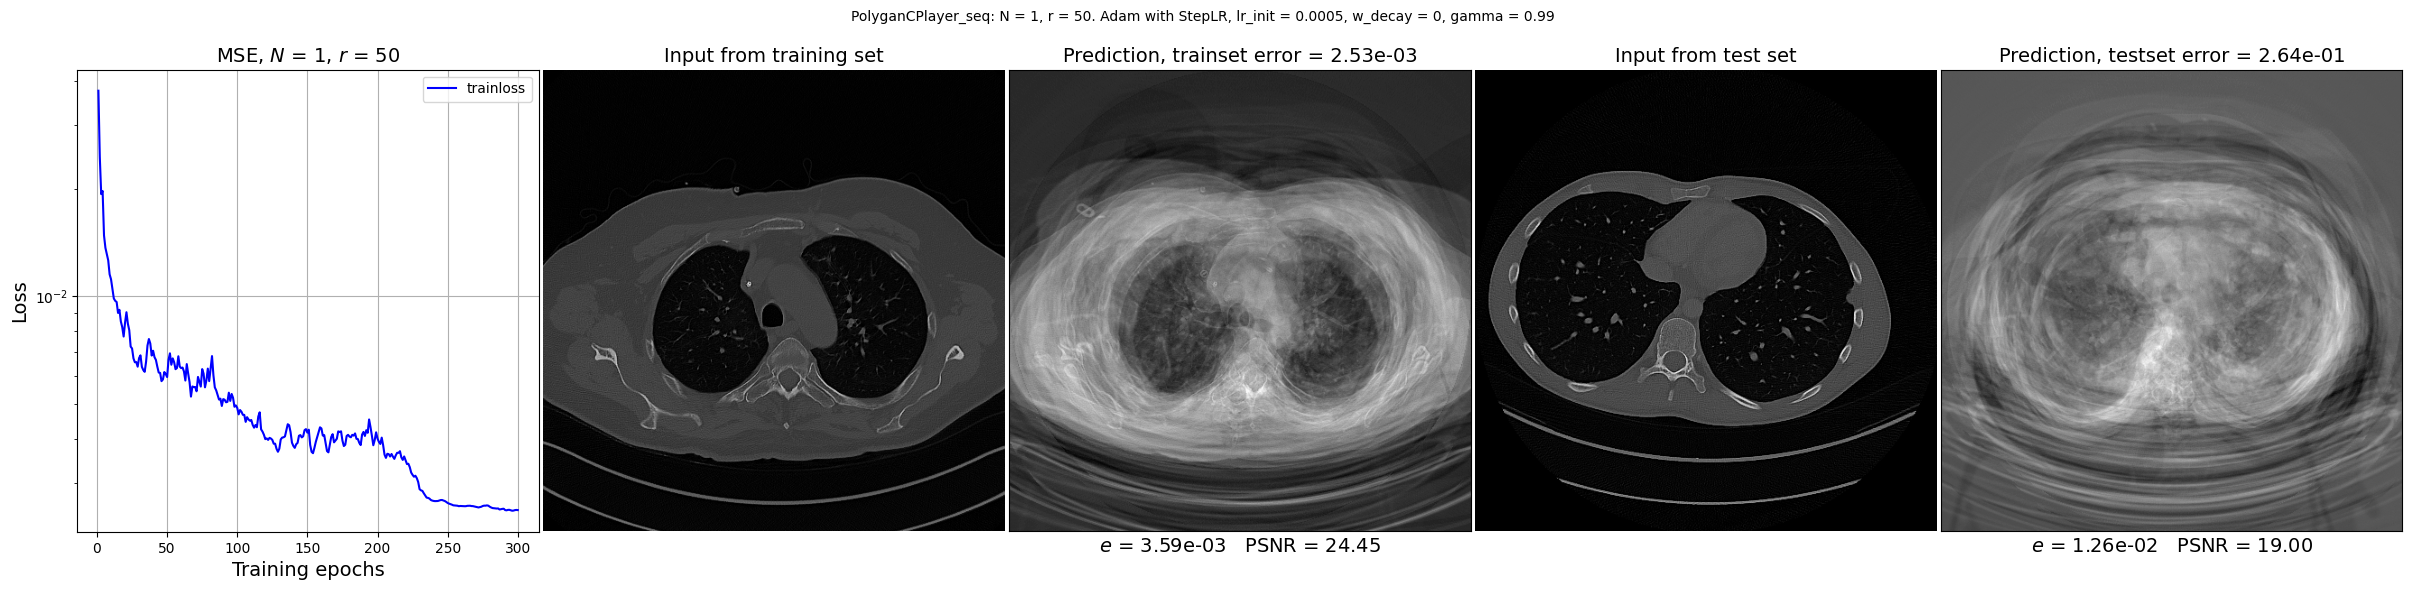 PolyganCPlayer_seq: N = 1, r = 50. Adam with StepLR, lr_init = 0.0005, w_decay = 0, gamma = 0.99
MSE, N = 1, r = 50
trainloss
Loss
10⁻²
0 50 100 150 200 250 300
Training epochs
Input from training set
Prediction, trainset error = 2.53e-03
e = 3.59e-03 PSNR = 24.45
Input from test set
Prediction, testset error = 2.64e-01
e = 1.26e-02 PSNR = 19.00